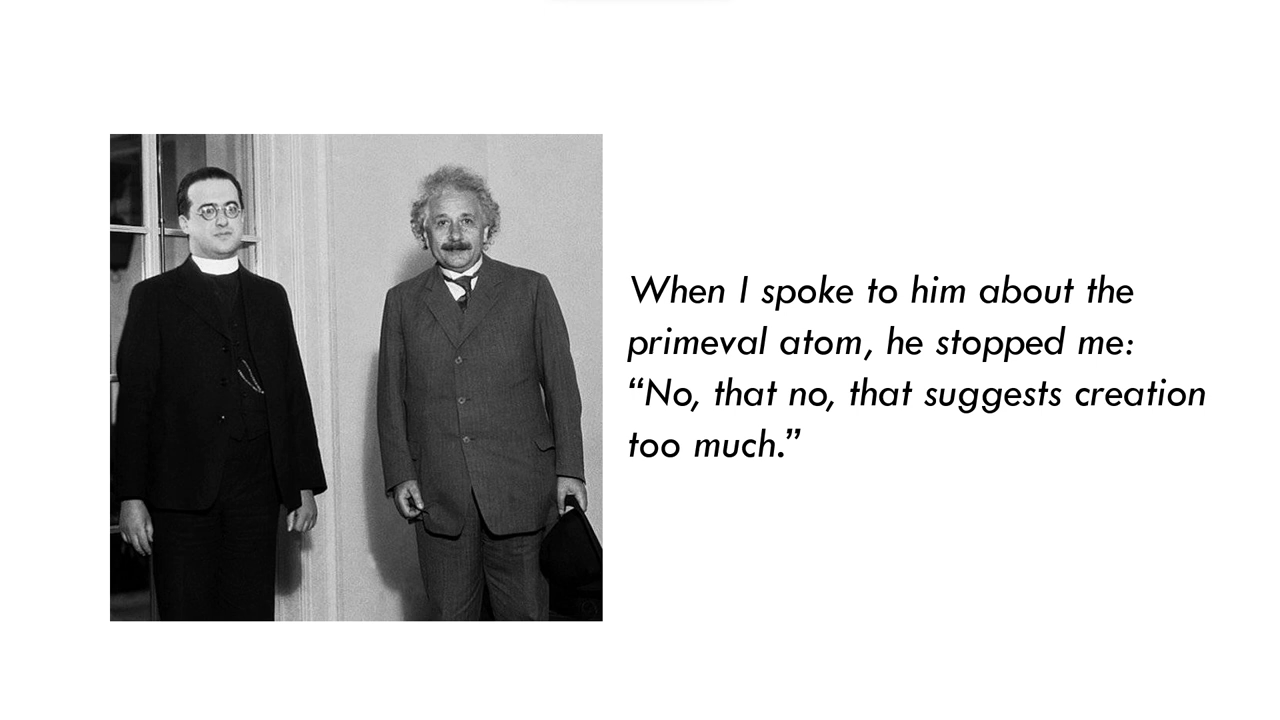 When I spoke to him about the
primeval atom, he stopped me:
“No, that no, that suggests creation
too much.”